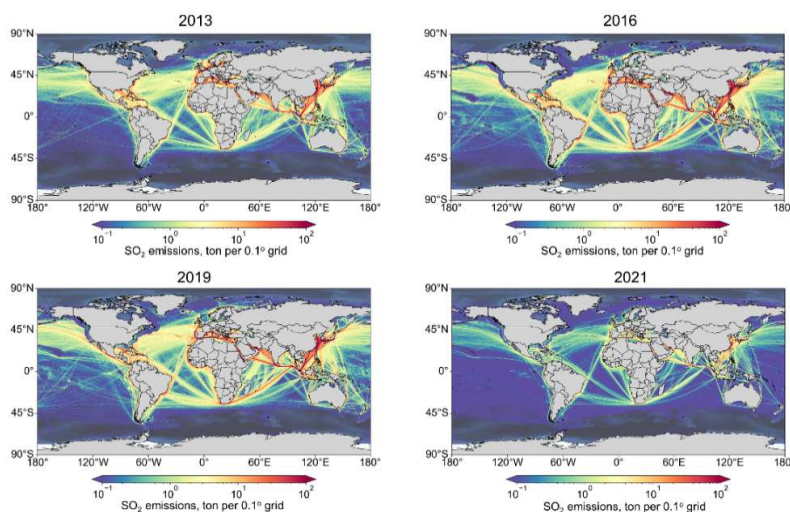 2013
2016
90°N
45°N
0°
45°S
90°S
180° 120°W 60°W 0° 60°E 120°E 180°
10⁻¹ 10⁰ 10¹ 10²
SO₂ emissions, ton per 0.1° grid
90°N
45°N
0°
45°S
90°S
180° 120°W 60°W 0° 60°E 120°E 180°
10⁻¹ 10⁰ 10¹ 10²
SO₂ emissions, ton per 0.1° grid
2019
2021
90°N
45°N
0°
45°S
90°S
180° 120°W 60°W 0° 60°E 120°E 180°
10⁻¹ 10⁰ 10¹ 10²
SO₂ emissions, ton per 0.1° grid
90°N
45°N
0°
45°S
90°S
180° 120°W 60°W 0° 60°E 120°E 180°
10⁻¹ 10⁰ 10¹ 10²
SO₂ emissions, ton per 0.1° grid